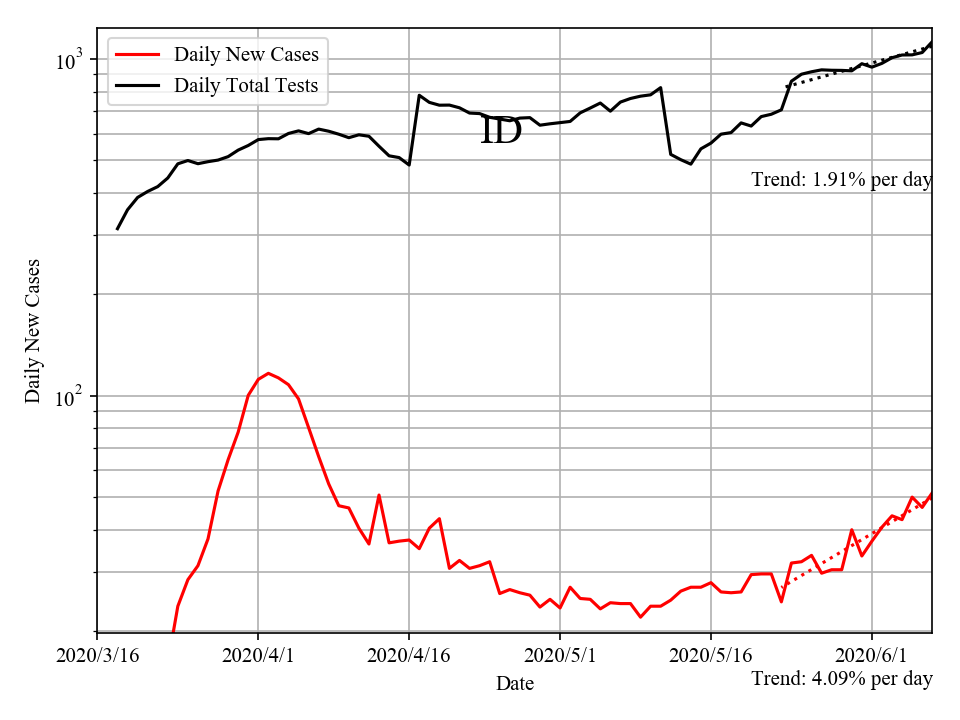 Daily New Cases
Daily Total Tests
ID
Trend: 1.91% per day
10³
10²
Daily New Cases
2020/3/16 2020/4/1 2020/4/16 2020/5/1 2020/5/16 2020/6/1
Date
Trend: 4.09% per day